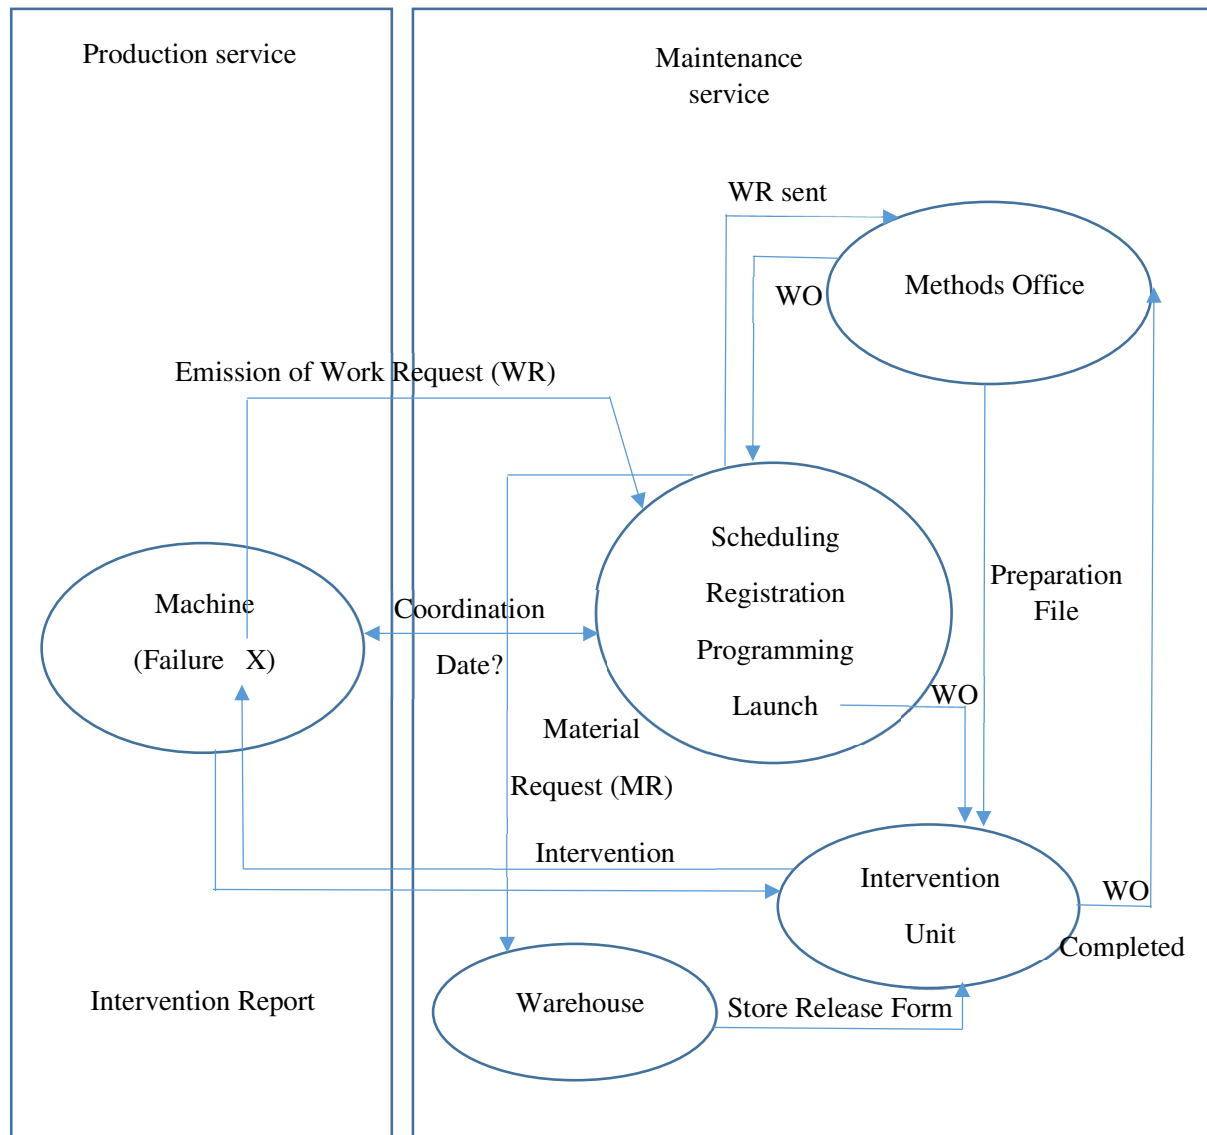 Production service
Maintenance
service
WR sent
Methods Office
WO
Emission of Work Request (WR)
Scheduling
Registration
Programming
Launch
WO
Preparation
File
Machine
(Failure X)
Coordination
Date?
Material
Request (MR)
Intervention
Intervention
Unit
WO
Completed
Intervention Report
Warehouse
Store Release Form